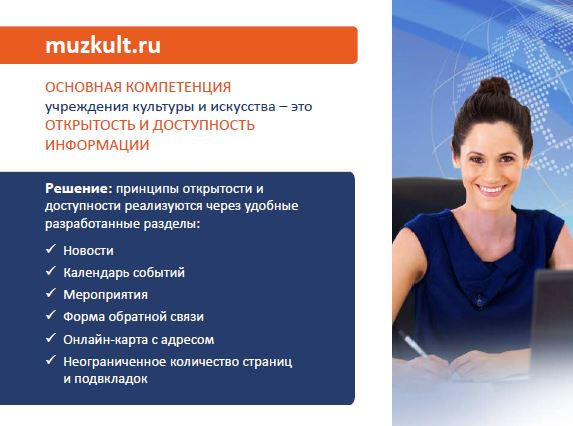 muzkult.ru
ОСНОВНАЯ КОМПЕТЕНЦИЯ
учреждения культуры и искусства – это
ОТКРЫТОСТЬ И ДОСТУПНОСТЬ
ИНФОРМАЦИИ
Решение: принципы открытости и
доступности реализуются через удобные
разработанные разделы:
✓ Новости
✓ Календарь событий
✓ Мероприятия
✓ Форма обратной связи
✓ Онлайн-карта с адресом
✓ Неограниченное количество страниц
и подвкладок